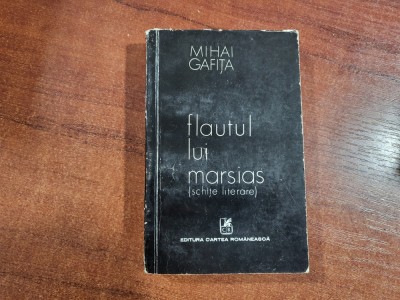 MIHAI
GAFIȚA
flautul
lui
marsias
(schițe literare)
EDITURA CARTEA ROMÂNEASCĂ